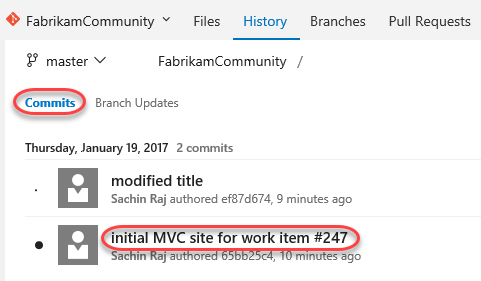 FabrikamCommunity Files History Branches Pull Requests
master FabrikamCommunity /
Commits Branch Updates
Thursday, January 19, 2017 2 commits
modified title
Sachin Raj authored ef87d674, 9 minutes ago
initial MVC site for work item #247
Sachin Raj authored 65bb25c4, 10 minutes ago